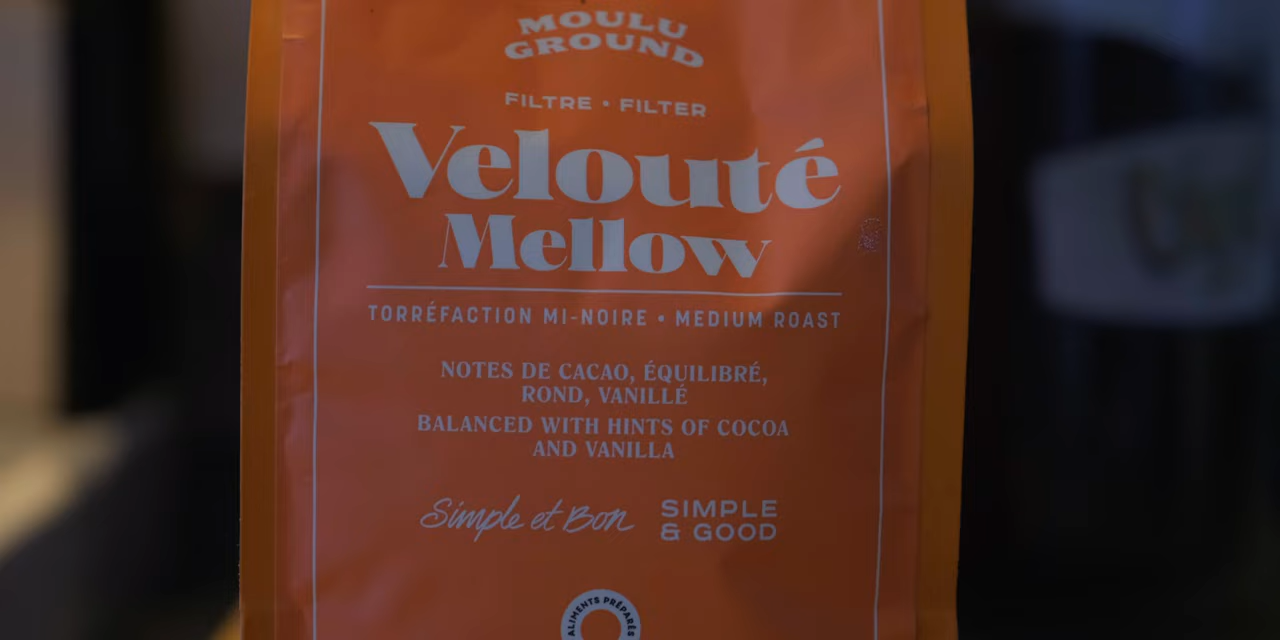 MOULU
GROUND
FILTRE • FILTER
Velouté
Mellow
TORRÉFACTION MI-NOIRE • MEDIUM ROAST
NOTES DE CACAO, ÉQUILIBRÉ,
ROND, VANILLÉ
BALANCED WITH HINTS OF COCOA
AND VANILLA
Simple et Bon
SIMPLE
& GOOD
ALIMENTS PRÉPARÉS